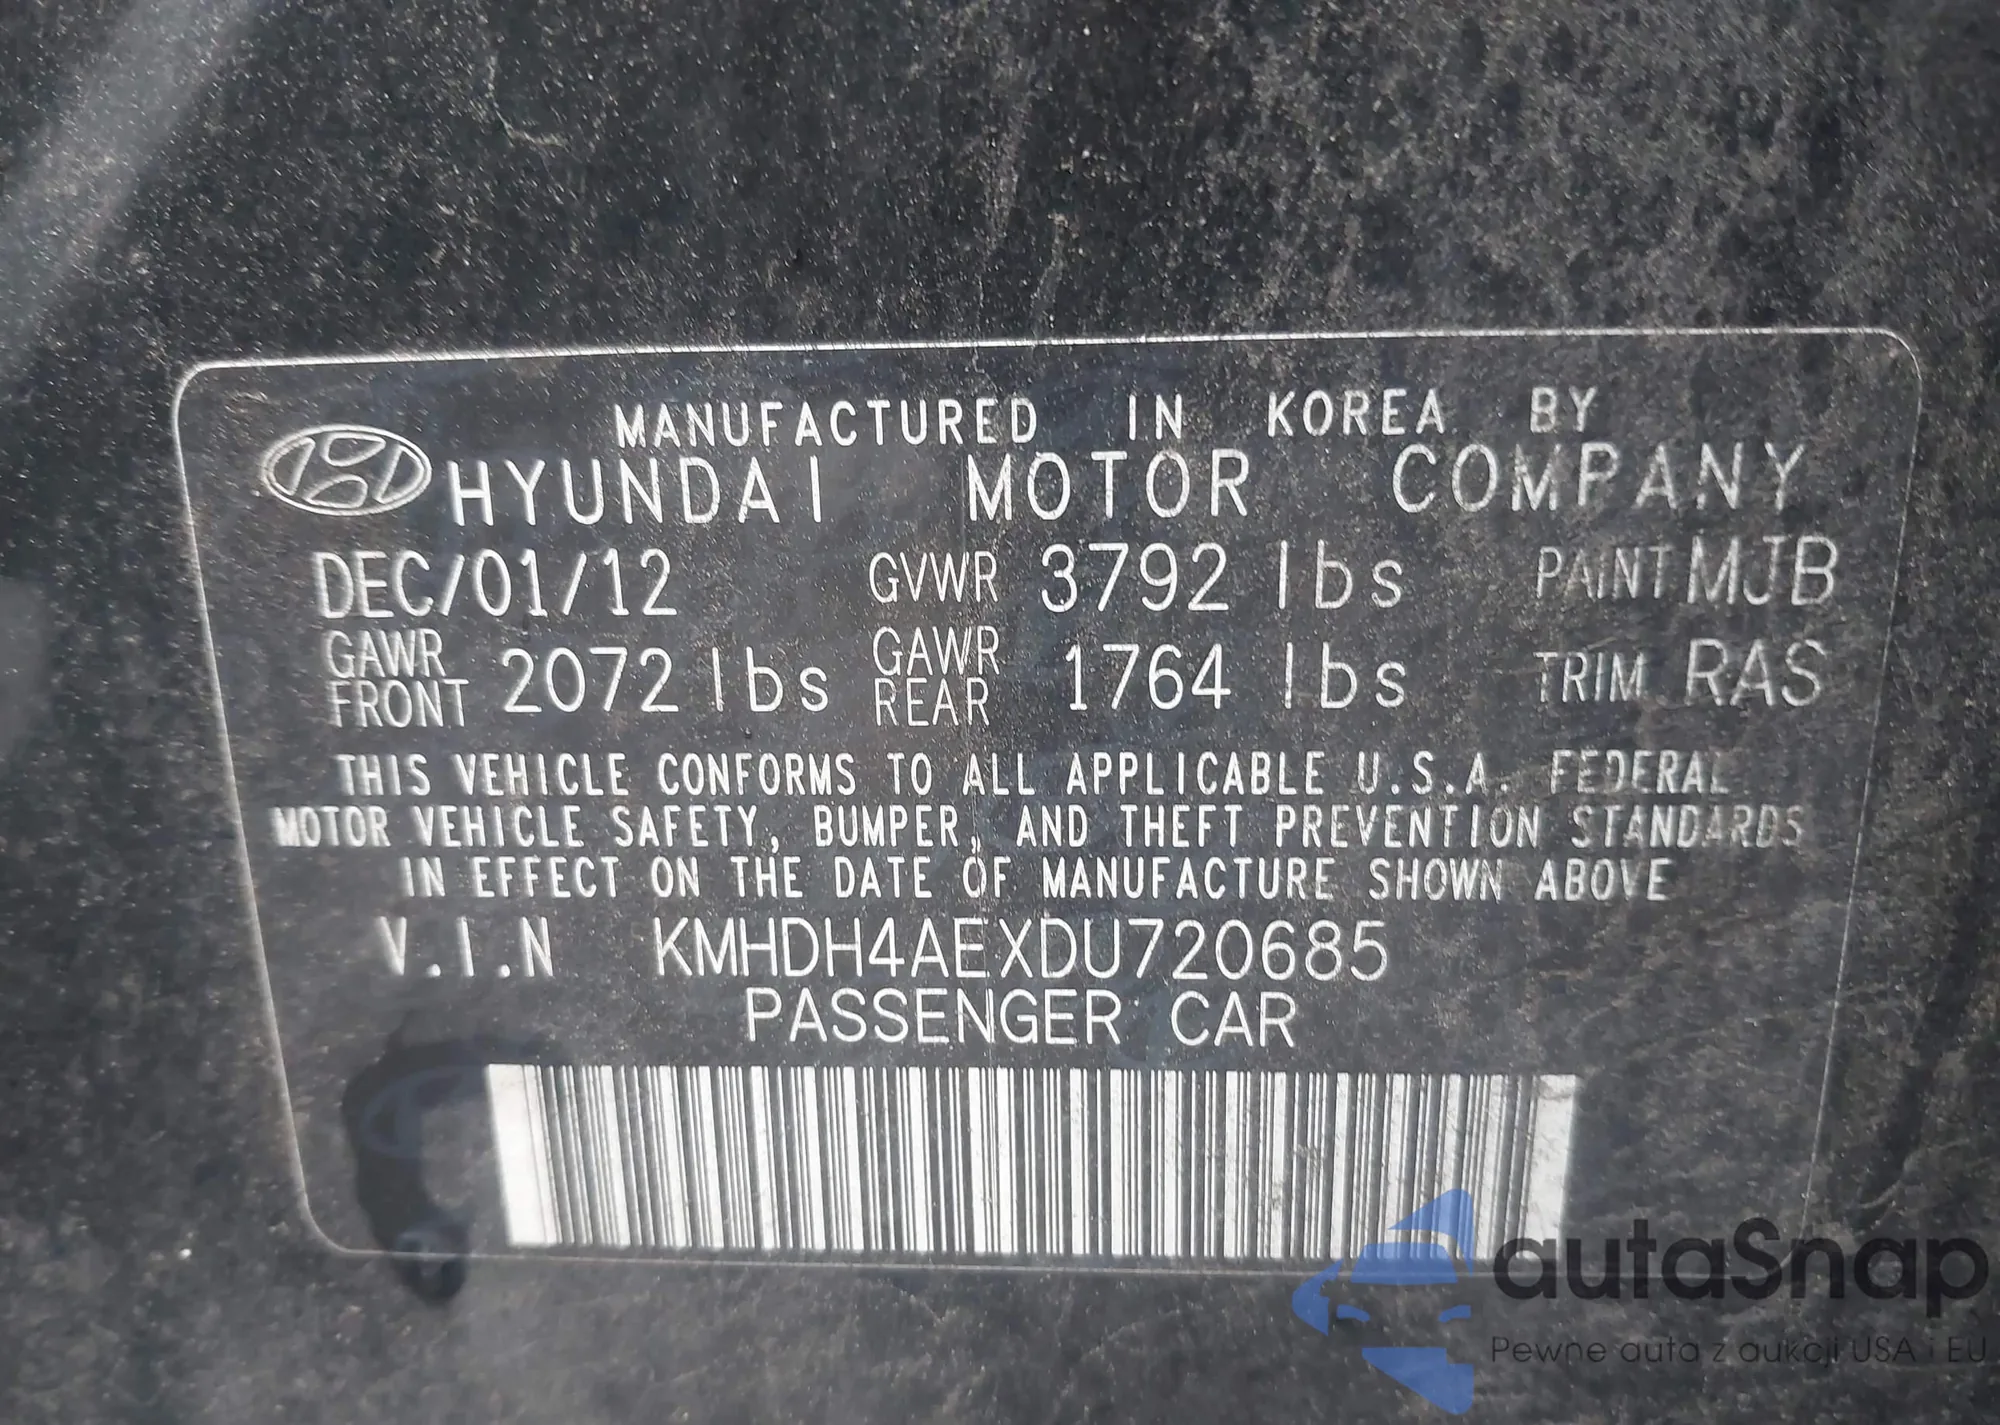 MANUFACTURED IN KOREA BY
HYUNDAI MOTOR COMPANY
DEC/01/12 GVWR 3792 lbs PAINT MJB
GAWR FRONT 2072 lbs GAWR REAR 1764 lbs TRIM RAS
THIS VEHICLE CONFORMS TO ALL APPLICABLE U.S.A. FEDERAL
MOTOR VEHICLE SAFETY, BUMPER, AND THEFT PREVENTION STANDARDS
IN EFFECT ON THE DATE OF MANUFACTURE SHOWN ABOVE
V.I.N KMHDH4AEXDU720685
PASSENGER CAR
autaSnap
Pewne auta z aukcji USA i EU